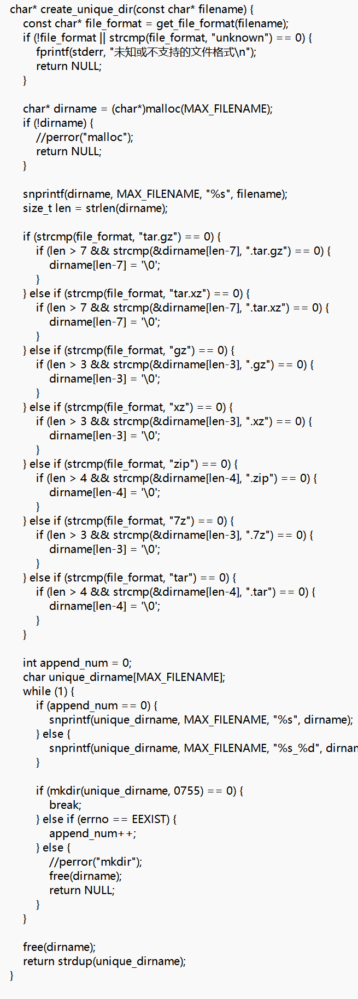 char* create_unique_dir(const char* filename) {
    const char* file_format = get_file_format(filename);
    if (!file_format || strcmp(file_format, "unknown") == 0) {
        fprintf(stderr, "未知或不支持的文件格式\n");
        return NULL;
    }

    char* dirname = (char*)malloc(MAX_FILENAME);
    if (!dirname) {
        //perror("malloc");
        return NULL;
    }

    snprintf(dirname, MAX_FILENAME, "%s", filename);
    size_t len = strlen(dirname);

    if (strcmp(file_format, "tar.gz") == 0) {
        if (len > 7 && strcmp(&dirname[len-7], ".tar.gz") == 0) {
            dirname[len-7] = '\0';
        }
    } else if (strcmp(file_format, "tar.xz") == 0) {
        if (len > 7 && strcmp(&dirname[len-7], ".tar.xz") == 0) {
            dirname[len-7] = '\0';
        }
    } else if (strcmp(file_format, "gz") == 0) {
        if (len > 3 && strcmp(&dirname[len-3], ".gz") == 0) {
            dirname[len-3] = '\0';
        }
    } else if (strcmp(file_format, "xz") == 0) {
        if (len > 3 && strcmp(&dirname[len-3], ".xz") == 0) {
            dirname[len-3] = '\0';
        }
    } else if (strcmp(file_format, "zip") == 0) {
        if (len > 4 && strcmp(&dirname[len-4], ".zip") == 0) {
            dirname[len-4] = '\0';
        }
    } else if (strcmp(file_format, "7z") == 0) {
        if (len > 3 && strcmp(&dirname[len-3], ".7z") == 0) {
            dirname[len-3] = '\0';
        }
    } else if (strcmp(file_format, "tar") == 0) {
        if (len > 4 && strcmp(&dirname[len-4], ".tar") == 0) {
            dirname[len-4] = '\0';
        }
    }

    int append_num = 0;
    char unique_dirname[MAX_FILENAME];
    while (1) {
        if (append_num == 0) {
            snprintf(unique_dirname, MAX_FILENAME, "%s", dirname);
        } else {
            snprintf(unique_dirname, MAX_FILENAME, "%s_%d",
        }

        if (mkdir(unique_dirname, 0755) == 0) {
            break;
        } else if (errno == EEXIST) {
            append_num++;
        } else {
            //perror("mkdir");
            free(dirname);
            return NULL;
        }
    }

    free(dirname);
    return strdup(unique_dirname);
}